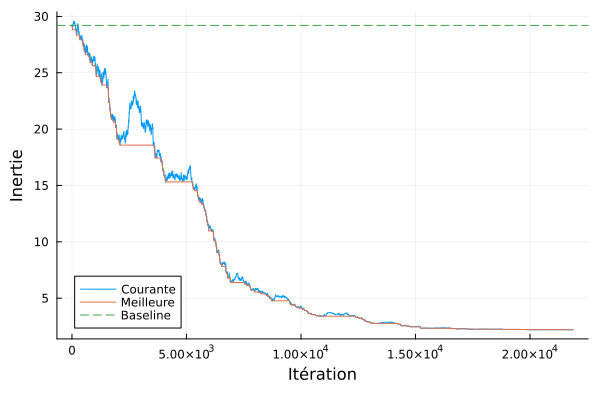 30
25
20
15
10
5
Inertie
Courante
Meilleure
Baseline
0 5.00×10³ 1.00×10⁴ 1.50×10⁴ 2.00×10⁴
Itération